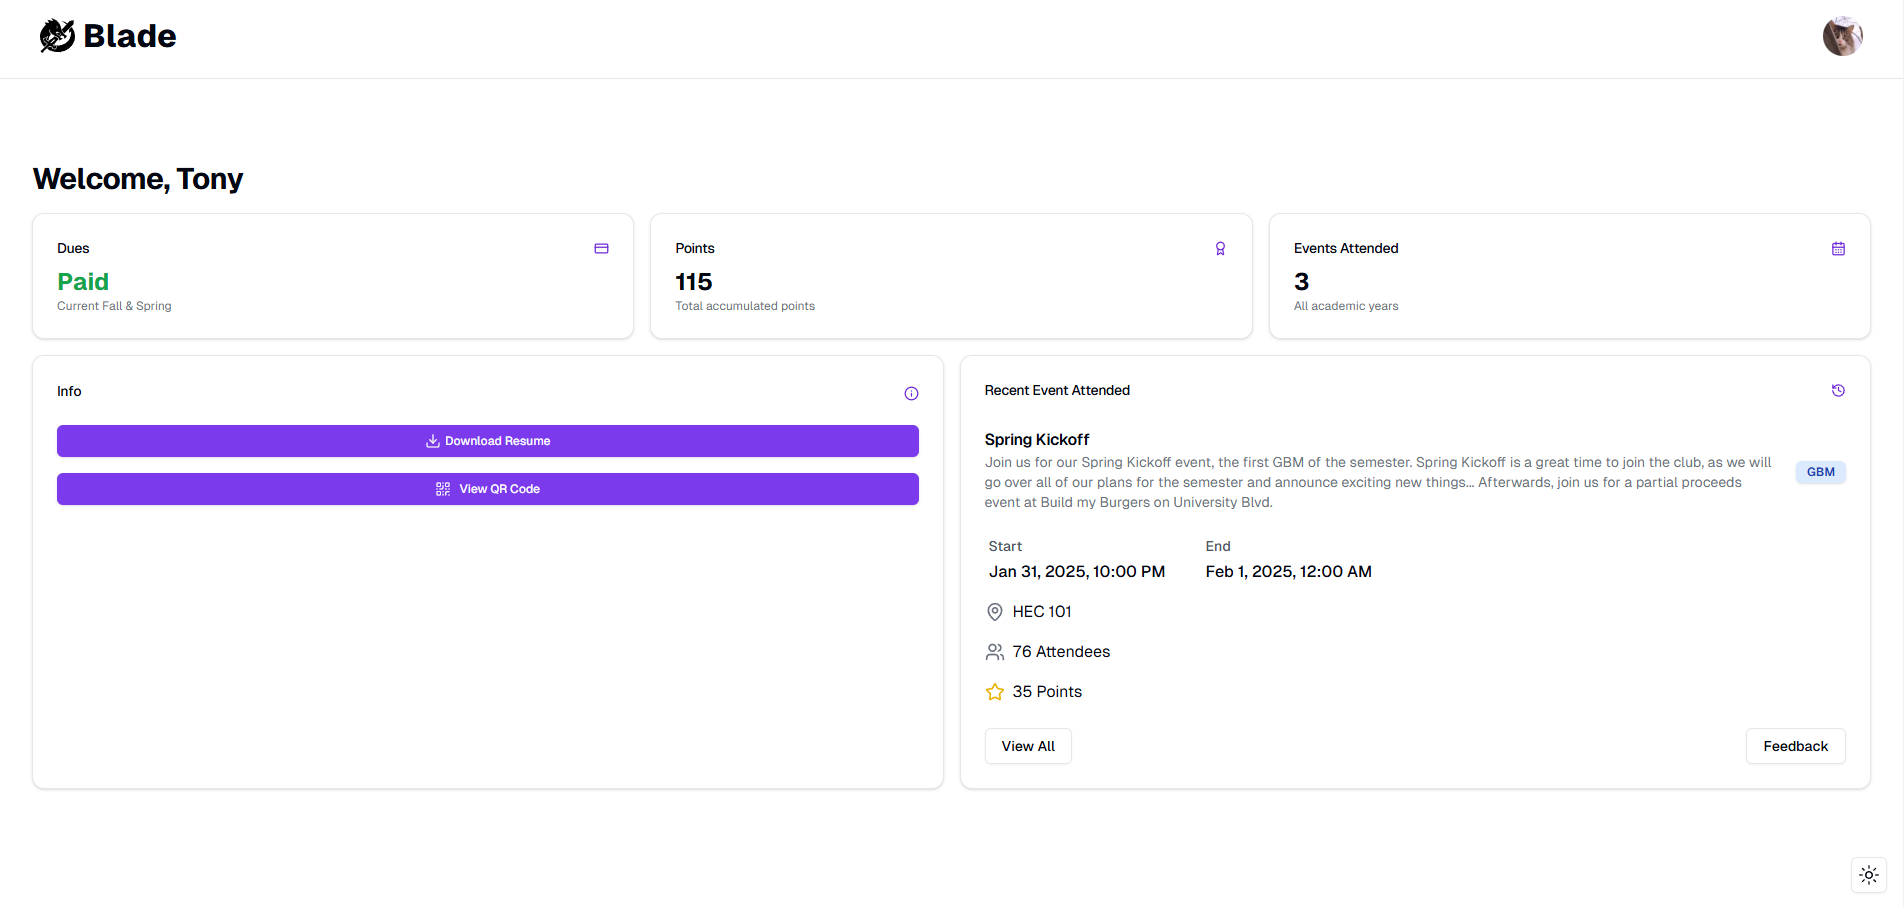 Blade
Welcome, Tony
Dues
Paid
Current Fall & Spring
Points
115
Total accumulated points
Events Attended
3
All academic years
Info
Download Resume
View QR Code
Recent Event Attended
Spring Kickoff
Join us for our Spring Kickoff event, the first GBM of the semester. Spring Kickoff is a great time to join the club, as we will
go over all of our plans for the semester and announce exciting new things... Afterwards, join us for a partial proceeds
event at Build my Burgers on University Blvd.
GBM
Start
Jan 31, 2025, 10:00 PM
End
Feb 1, 2025, 12:00 AM
HEC 101
76 Attendees
35 Points
View All
Feedback